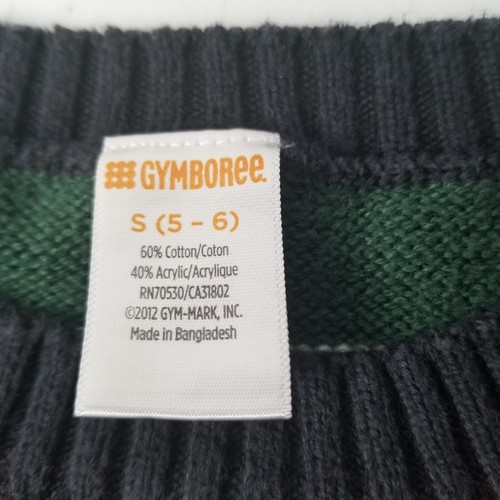 GYMBOREE
S (5 – 6)
60% Cotton/Coton
40% Acrylic/Acrylique
RN70530/CA31802
©2012 GYM-MARK, INC.
Made in Bangladesh